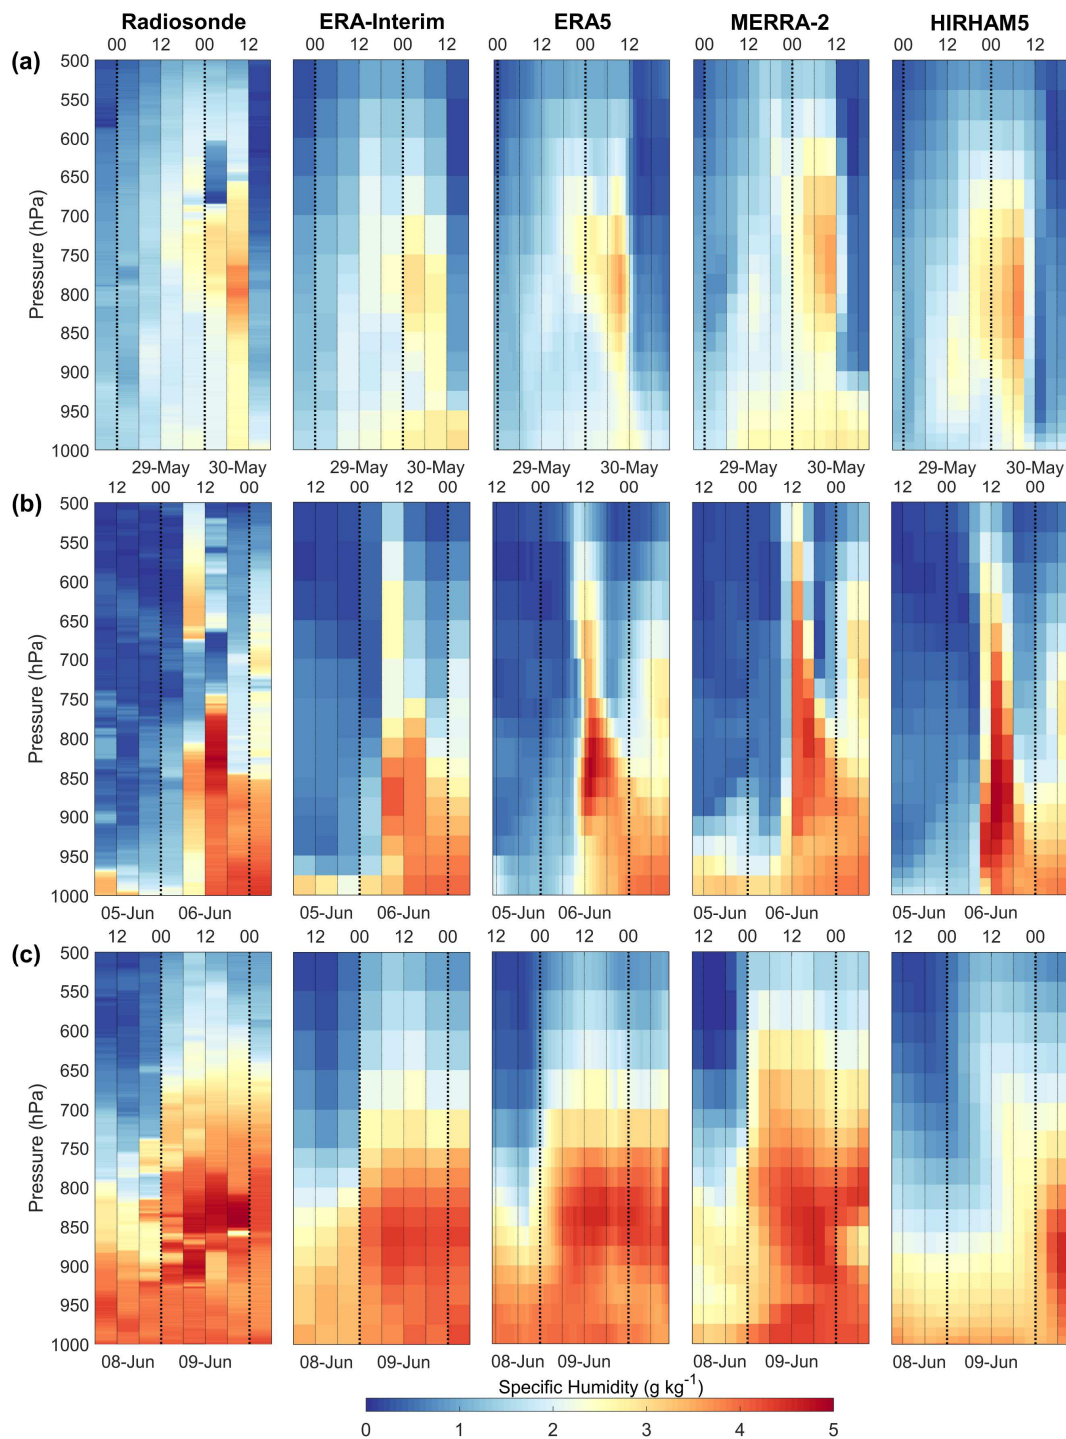 Radiosonde ERA-Interim ERA5 MERRA-2 HIRHAM5
00 12 00 12 00 12 00 12 00 12 00 12 00 12 00 12 00 12 00 12
(a)
Pressure (hPa)
500
550
600
650
700
750
800
850
900
950
1000
29-May 30-May 29-May 30-May 29-May 30-May 29-May 30-May 29-May 30-May
12 00 12 00 12 00 12 00 12 00 12 00 12 00 12 00 12 00 12 00
(b)
Pressure (hPa)
500
550
600
650
700
750
800
850
900
950
1000
05-Jun 06-Jun 05-Jun 06-Jun 05-Jun 06-Jun 05-Jun 06-Jun 05-Jun 06-Jun
12 00 12 00 12 00 12 00 12 00 12 00 12 00 12 00 12 00 12 00
(c)
Pressure (hPa)
500
550
600
650
700
750
800
850
900
950
1000
08-Jun 09-Jun 08-Jun 09-Jun 08-Jun 09-Jun 08-Jun 09-Jun 08-Jun 09-Jun
Specific Humidity (g kg⁻¹)
0 1 2 3 4 5